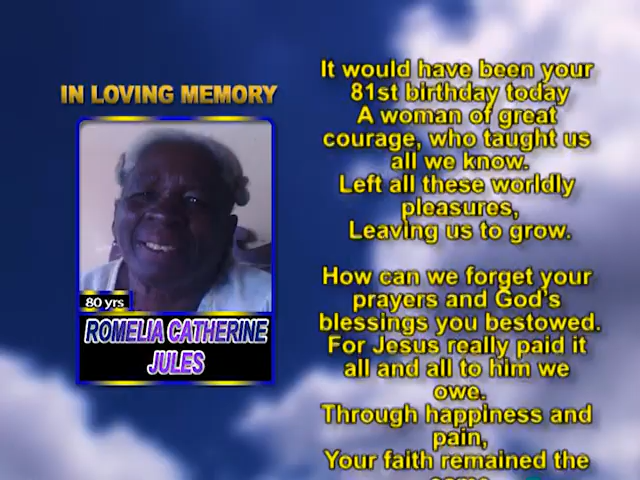 IN LOVING MEMORY
80 yrs
ROMELIA CATHERINE
JULES
It would have been your
81st birthday today
A woman of great
courage, who taught us
all we know.
Left all these worldly
pleasures,
Leaving us to grow.
How can we forget your
prayers and God's
blessings you bestowed.
For Jesus really paid it
all and all to him we
owe.
Through happiness and
pain,
Your faith remained the